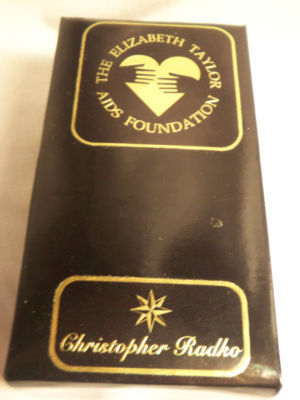 THE ELIZABETH TAYLOR
AIDS FOUNDATION
Christopher Radko